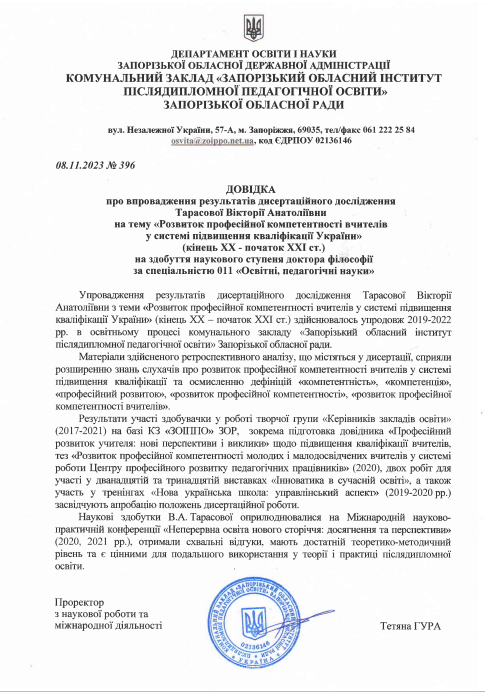 ДЕПАРТАМЕНТ ОСВІТИ І НАУКИ
ЗАПОРІЗЬКОЇ ОБЛАСНОЇ ДЕРЖАВНОЇ АДМІНІСТРАЦІЇ
КОМУНАЛЬНИЙ ЗАКЛАД «ЗАПОРІЗЬКИЙ ОБЛАСНИЙ ІНСТИТУТ
ПІСЛЯДИПЛОМНОЇ ПЕДАГОГІЧНОЇ ОСВІТИ»
ЗАПОРІЗЬКОЇ ОБЛАСНОЇ РАДИ
вул. Незалежної України, 57-А, м. Запоріжжя, 69035, тел/факс 061 222 25 84
osvita@zoippo.net.ua, код ЄДРПОУ 02136146
08.11.2023 № 396
ДОВІДКА
про впровадження результатів дисертаційного дослідження
Тарасової Вікторії Анатоліївни
на тему «Розвиток професійної компетентності вчителів
у системі підвищення кваліфікації України»
(кінець ХХ - початок ХХІ ст.)
на здобуття наукового ступеня доктора філософії
за спеціальністю 011 «Освітні, педагогічні науки»
Упровадження результатів дисертаційного дослідження Тарасової Вікторії
Анатоліївни з теми «Розвиток професійної компетентності вчителів у системі підвищення
кваліфікації України» (кінець ХХ – початок ХХІ ст.) здійснювалось упродовж 2019-2022
рр. в освітньому процесі комунального закладу «Запорізький обласний інститут
післядипломної педагогічної освіти» Запорізької обласної ради.
Матеріали здійсненого ретроспективного аналізу, що містяться у дисертації, сприяли
розширенню знань слухачів про розвиток професійної компетентності вчителів у системі
підвищення кваліфікації та осмисленню дефініцій «компетентність», «компетенція»,
«професійний розвиток», «розвиток професійної компетентності», «розвиток професійної
компетентності вчителів».
Результати участі здобувачки у роботі творчої групи «Керівників закладів освіти»
(2017-2021) на базі КЗ «ЗОІППО» ЗОР, зокрема підготовка довідника «Професійний
розвиток учителя: нові перспективи і виклики» щодо підвищення кваліфікації вчителів,
тез «Розвиток професійної компетентності молодих і малодосвідчених вчителів у системі
роботи Центру професійного розвитку педагогічних працівників» (2020), двох робіт для
участі у дванадцятій та тринадцятій виставках «Інноватика в сучасній освіті», а також
участь у тренінгах «Нова українська школа: управлінський аспект» (2019-2020 рр.)
засвідчують апробацію положень дисертаційної роботи.
Наукові здобутки В.А. Тарасової оприлюднювалися на Міжнародній науково-
практичній конференції «Неперервна освіта нового сторіччя: досягнення та перспективи»
(2020, 2021 рр.), отримали схвальні відгуки, мають достатній теоретико-методичний
рівень та є цінними для подальшого використання у теорії і практиці післядипломної
освіти.
Проректор
з наукової роботи та
міжнародної діяльності
Тетяна ГУРА
02136146
УКРАЇНА